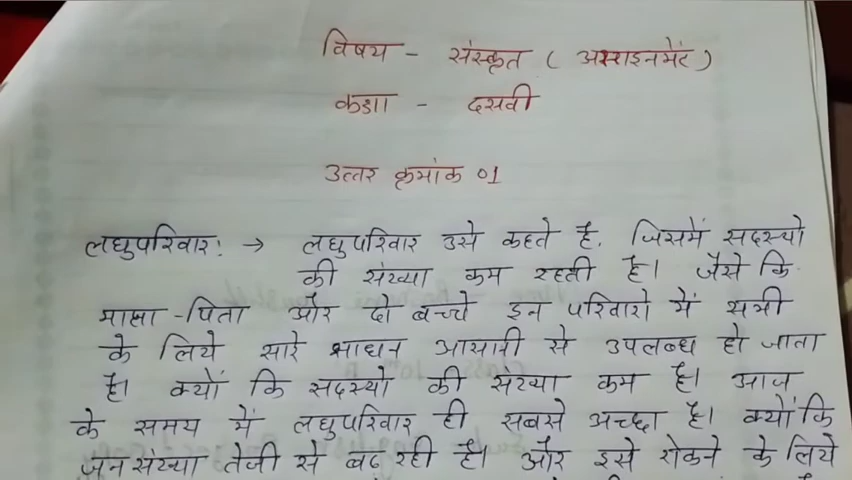 विषय - संस्कृत ( असाइनमेंट )
कक्षा - दसवी
उत्तर क्रमांक 01
लघुपरिवार: → लघुपरिवार उसे कहते है. जिसमें सदस्यो
की संख्या कम रहती है। जैसे कि
माता -पिता और दो बच्चे इन परिवारो में सभी
के लिये सारे साधन आसानी से उपलब्ध हो जाता
है। क्यों कि सदस्यो की संख्या कम है। आज
के समय में लघुपरिवार ही सबसे अच्छा है। क्योंकि
जनसंख्या तेजी से बढ़ रही है। और इसे रोकने के लिये